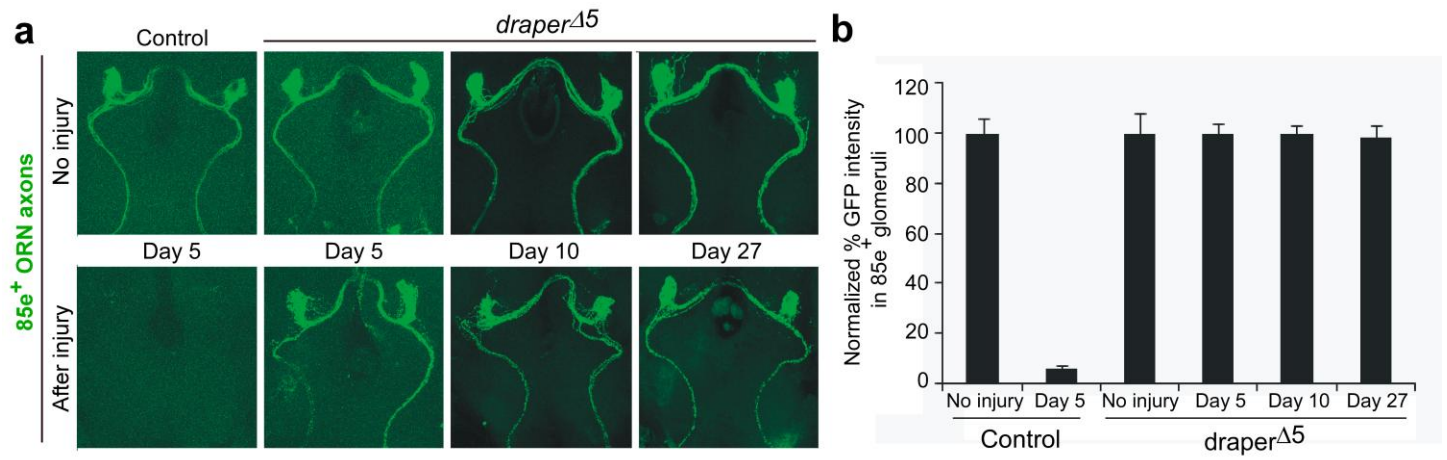 a
Control
draperΔ5
85e+ ORN axons
No injury
Day 5
Day 5
Day 10
Day 27
After injury
b
Normalized % GFP intensity
in 85e+ glomeruli
120
100
80
60
40
20
0
No injury
Day 5
No injury
Day 5
Day 10
Day 27
Control
draperΔ5